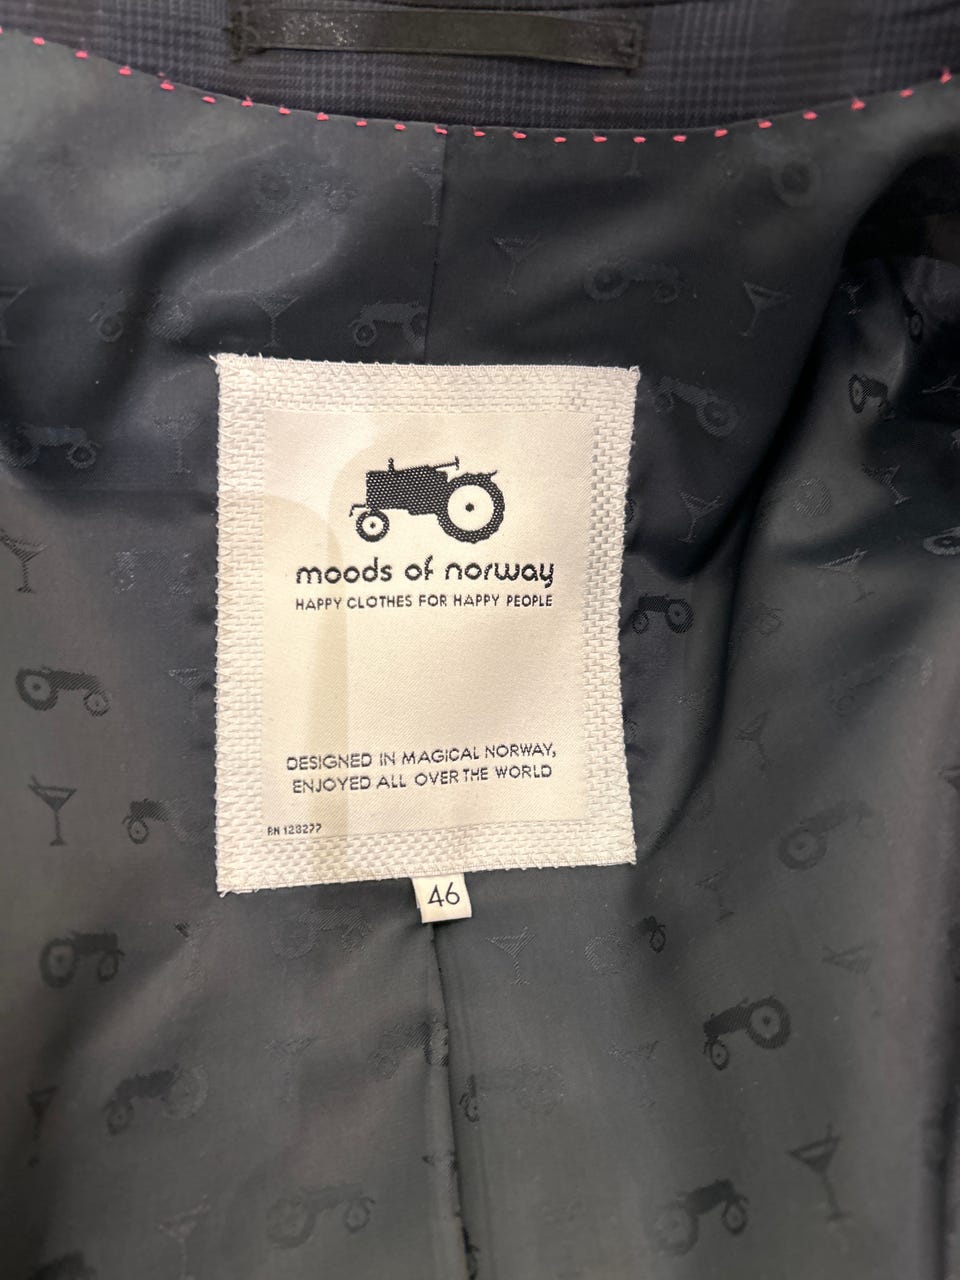 moods of norway
HAPPY CLOTHES FOR HAPPY PEOPLE
DESIGNED IN MAGICAL NORWAY,
ENJOYED ALL OVER THE WORLD
RN 128277
46